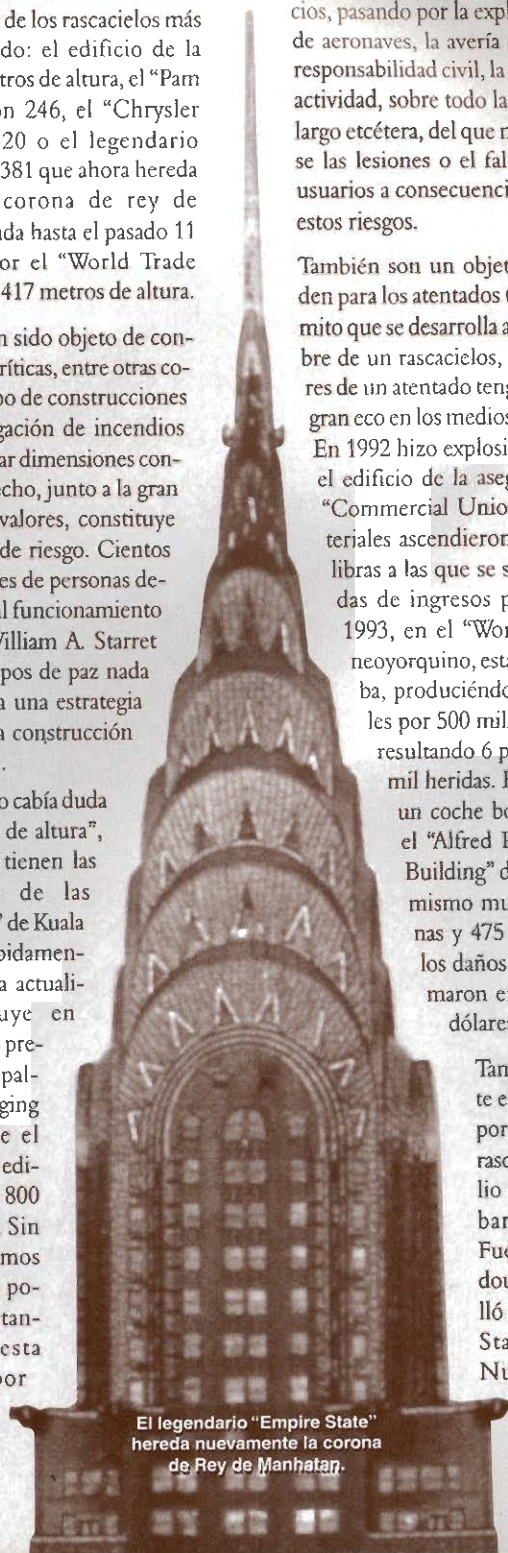 de los rascacielos más
do: el edificio de la
tros de altura, el “Pam
on 246, el “Chrysler
20 o el legendario
381 que ahora hereda
corona de rey de
da hasta el pasado 11
or el “World Trade
417 metros de altura.
n sido objeto de con-
ríticas, entre otras co-
po de construcciones
gación de incendios
ar dimensiones con-
echo, junto a la gran
valores, constituye
de riesgo. Cientos
es de personas de-
al funcionamiento
William A. Starret
pos de paz nada
a una estrategia
a construcción
.
o cabía duda
de altura”,
tienen las
de las
” de Kuala
pidamen-
a actuali-
uye en
pre-
pal-
ging
e el
edi-
800
Sin
mos
po-
tan-
esta
por
cios, pasando por la expl
de aeronaves, la avería
responsabilidad civil, la
actividad, sobre todo la
largo etcétera, del que n
se las lesiones o el fal
usuarios a consecuenci
estos riesgos.
También son un objet
den para los atentados
mito que se desarrolla a
bre de un rascacielos,
res de un atentado teng
gran eco en los medios
En 1992 hizo explosi
el edificio de la aseg
“Commercial Unio
teriales ascendieron
libras a las que se s
das de ingresos p
1993, en el “Wor
neoyorquino, esta
ba, produciéndo
les por 500 mil
resultando 6 p
mil heridas. E
un coche bo
el “Alfred P
Building” d
mismo mu
nas y 475
los daños
maron e
dólare
Tam
te e
por
rasc
lio
bar
Fue
dou
lló
Sta
Nu
El legendario “Empire State”
hereda nuevamente la corona
de Rey de Manhatan.